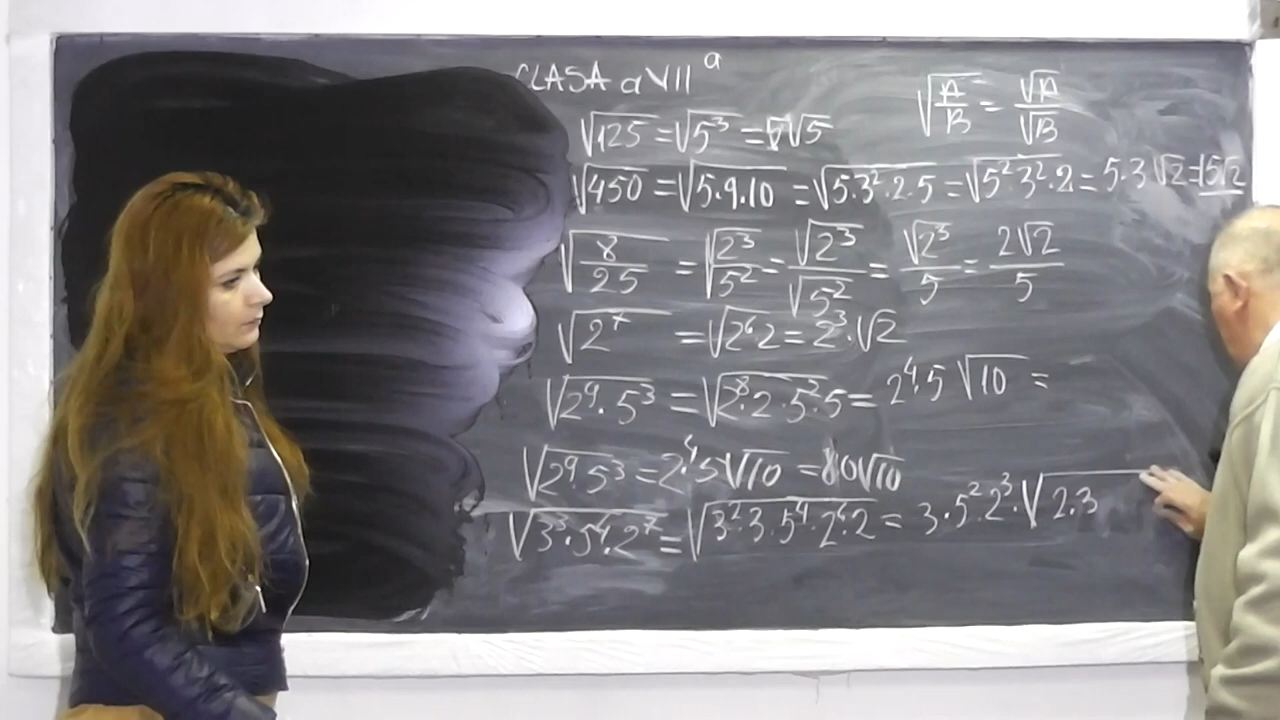 CLASA a VII a
√(A/B) = √A/√B
√125 = √5³ = 5√5
√450 = √5·9·10 = √5·3²·2·5 = √5²·3²·2 = 5·3√2 = 15√2
√(8/25) = √(2³/5²) = √2³/√5² = √2³/5 = 2√2/5
√2⁷ = √2⁶2 = 2³·√2
√2⁹·5³ = √2⁸·2·5²·5 = 2⁴·5√10 =
√2⁹·5³ = 2⁴·5√10 = 80√10
√3³·5⁴·2⁷ = √3²·3·5⁴·2⁶·2 = 3·5²·2³·√2·3